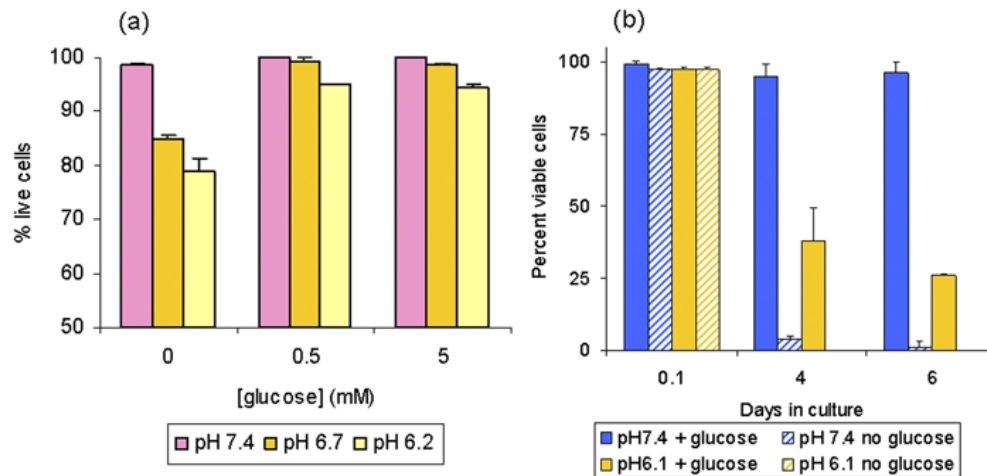 (a)
100
90
80
70
60
50
% live cells
0 0.5 5
[glucose] (mM)
pH 7.4 pH 6.7 pH 6.2
(b)
100
75
50
25
0
Percent viable cells
0.1 4 6
Days in culture
pH7.4 + glucose pH 7.4 no glucose
pH6.1 + glucose pH 6.1 no glucose